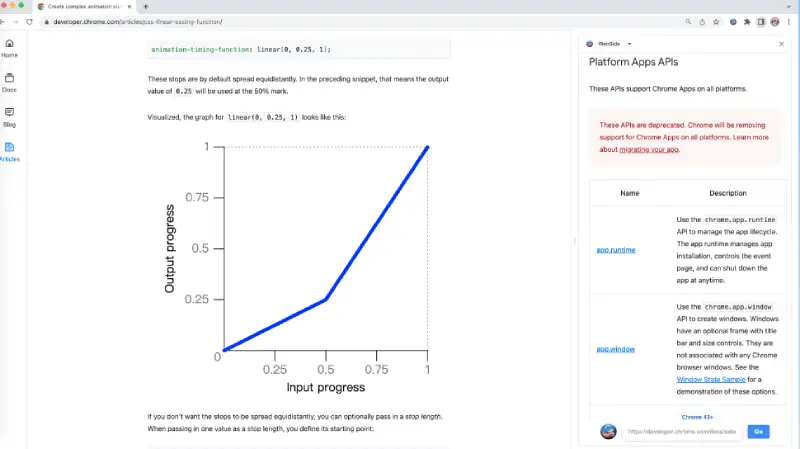 Create complex animation curv
developer.chrome.com/articles/css-linear-easing-function/
Home
Docs
Blog
Articles
animation-timing-function: linear(0, 0.25, 1);
These stops are by default spread equidistantly. In the preceding snippet, that means the output
value of 0.25 will be used at the 50% mark.
Visualized, the graph for linear(0, 0.25, 1) looks like this:
1
0.75
0.5
0.25
0
0.25
0.5
0.75
1
Output progress
Input progress
If you don't want the stops to be spread equidistantly, you can optionally pass in a stop length.
When passing in one value as a stop length, you define its starting point:
WebSide
Platform Apps APIs
These APIs support Chrome Apps on all platforms.
These APIs are deprecated. Chrome will be removing
support for Chrome Apps on all platforms. Learn more
about migrating your app.
Name
Description
app.runtime
Use the chrome.app.runtime
API to manage the app lifecycle.
The app runtime manages app
installation, controls the event
page, and can shut down the
app at anytime.
app.window
Use the chrome.app.window
API to create windows. Windows
have an optional frame with title
bar and size controls. They are
not associated with any Chrome
browser windows. See the
Window State Sample for a
demonstration of these options.
Chrome 43+
https://developer.chrome.com/docs/exte
Go